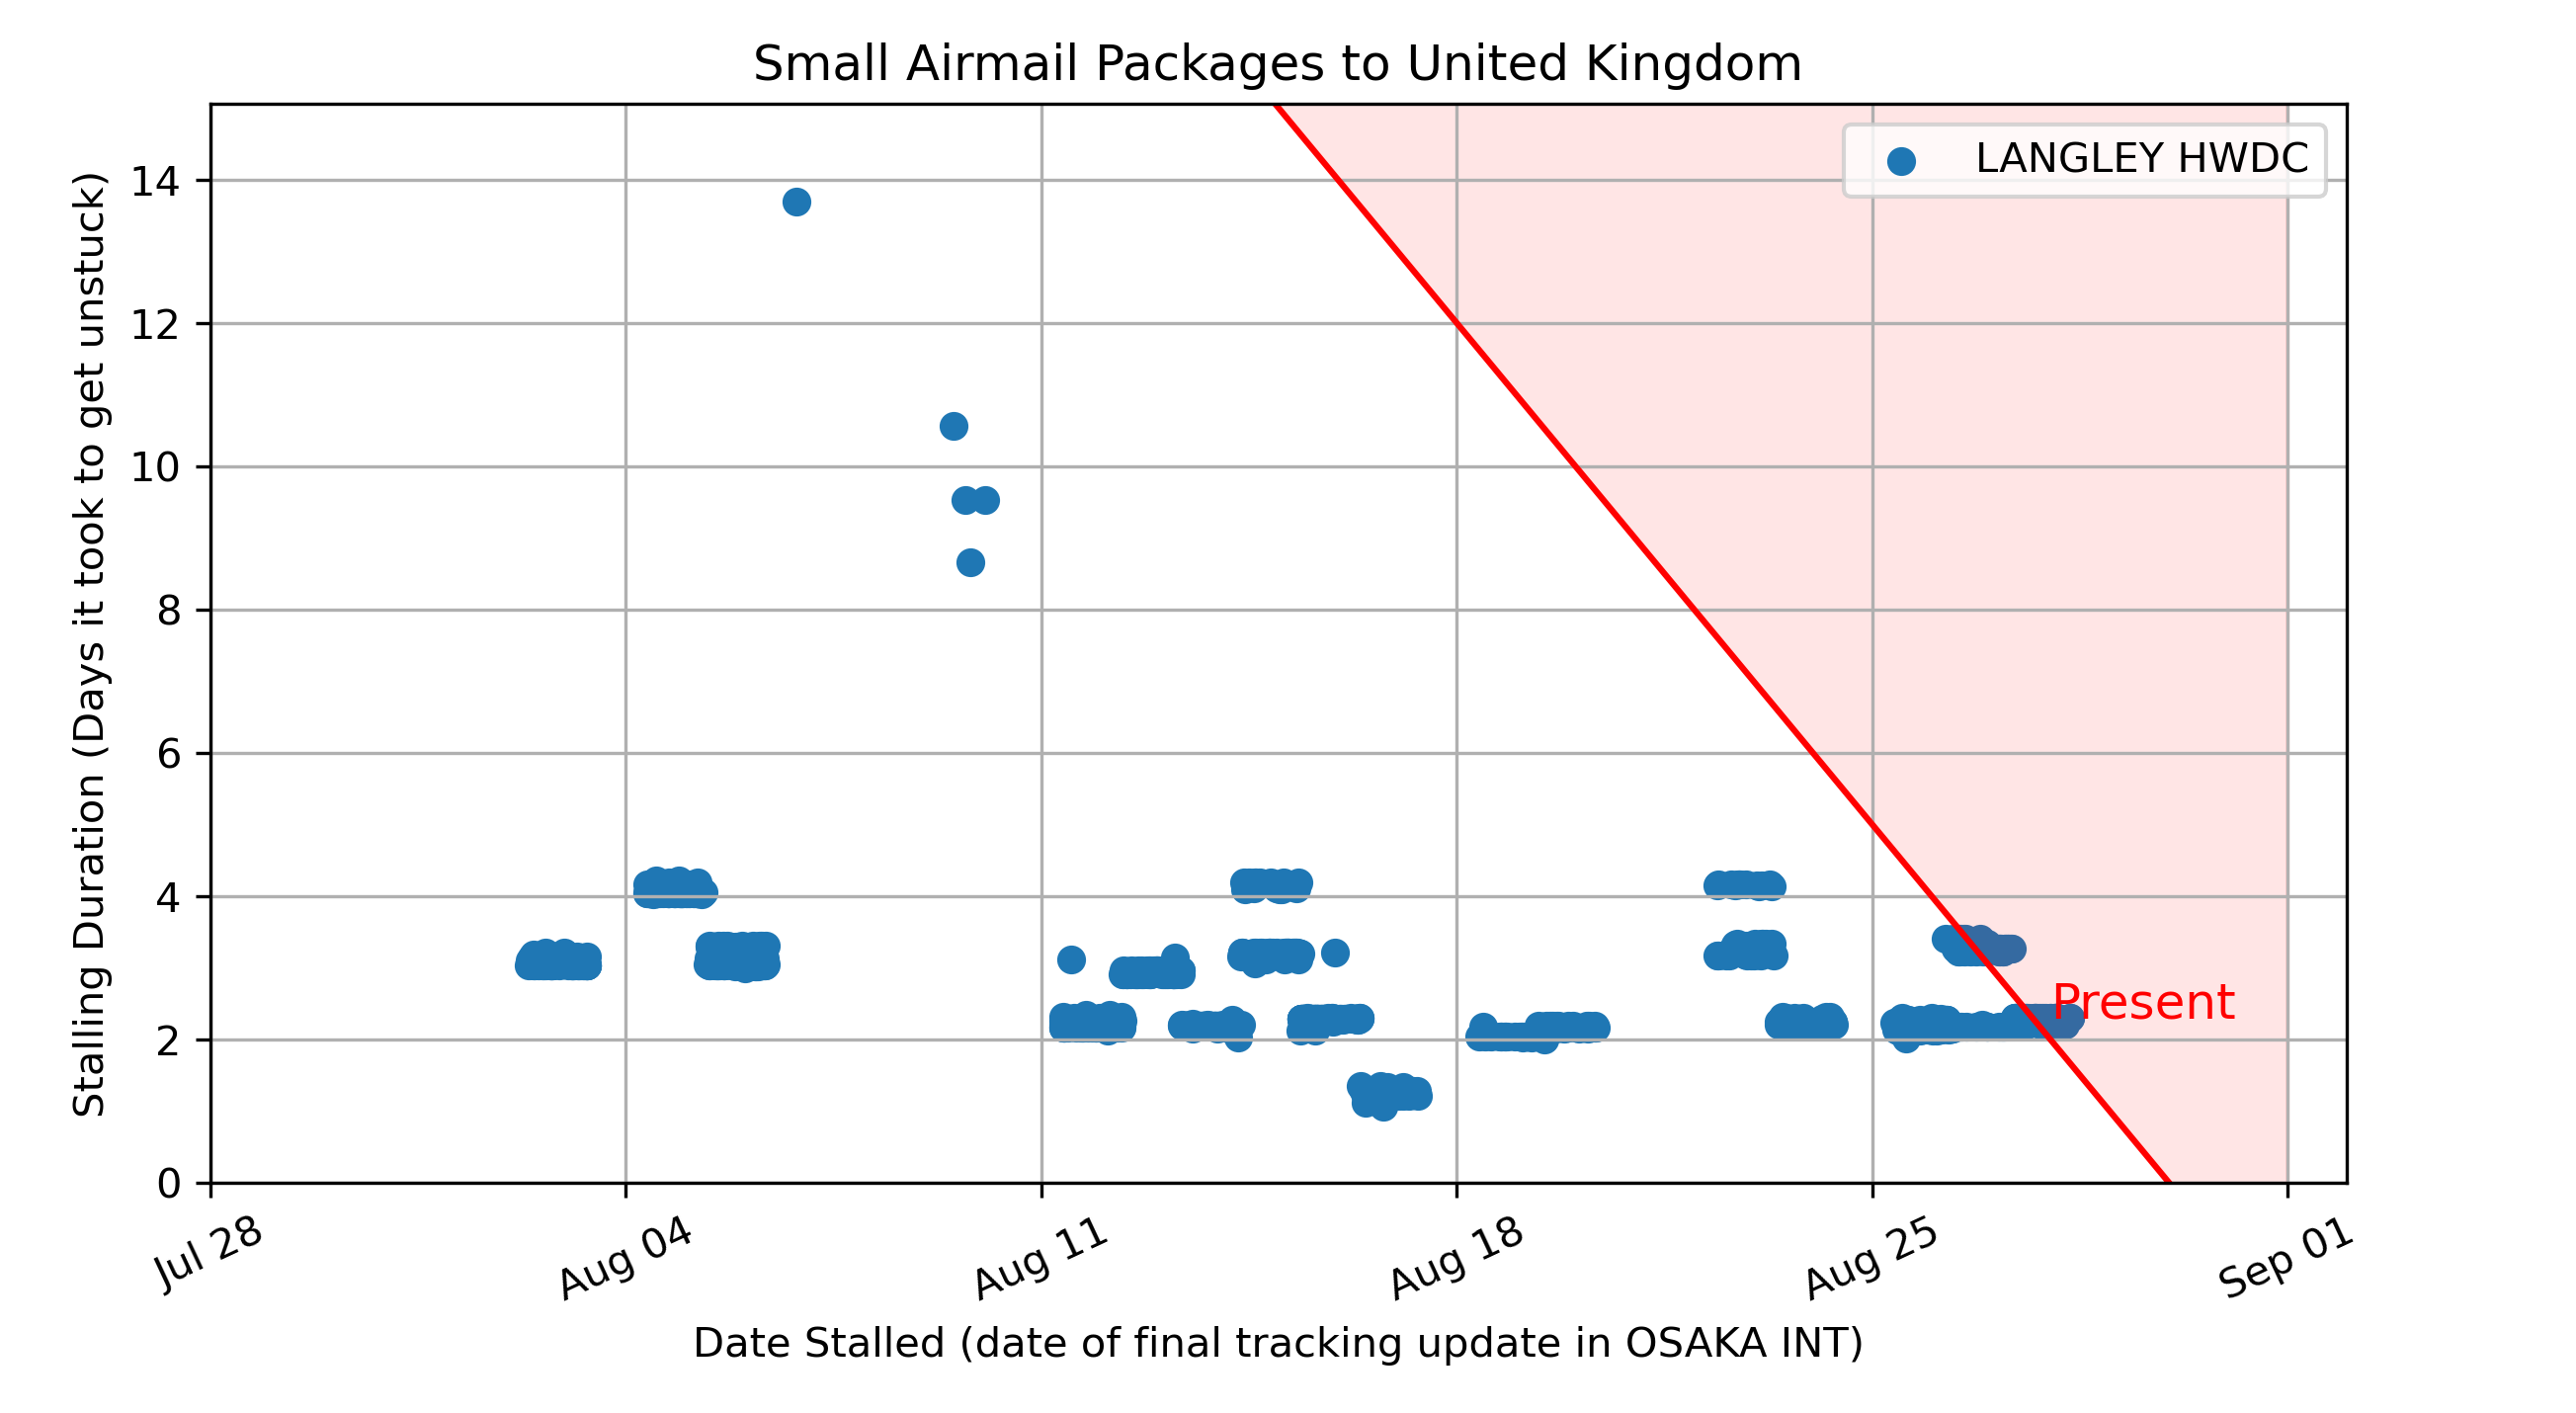 Small Airmail Packages to United Kingdom
LANGLEY HWDC
Stalling Duration (Days it took to get unstuck)
14
12
10
8
6
4
2
0
Present
Jul 28
Aug 04
Aug 11
Aug 18
Aug 25
Sep 01
Date Stalled (date of final tracking update in OSAKA INT)